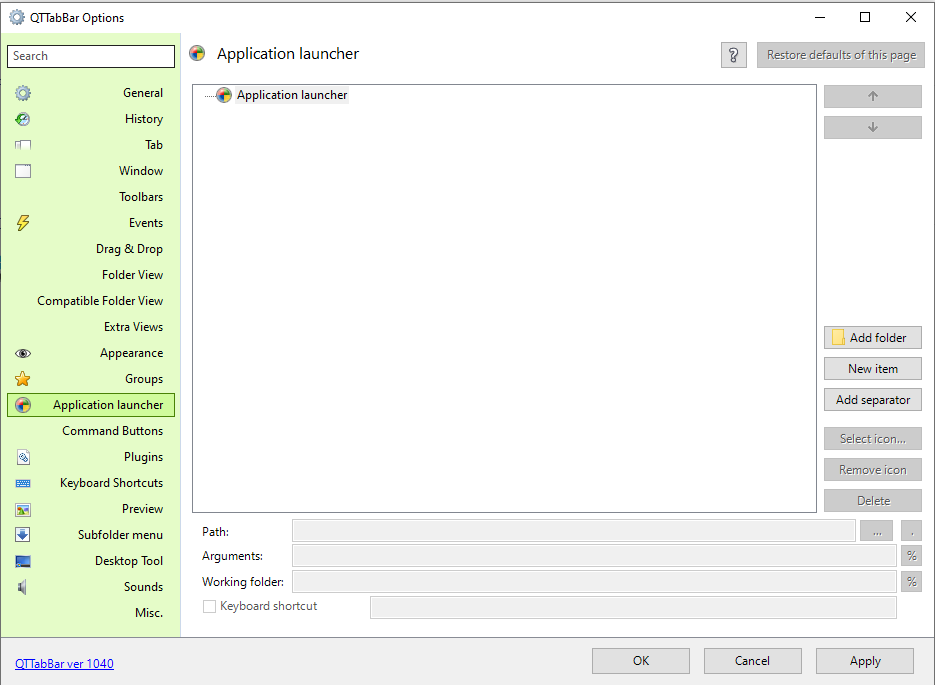 QTTabBar Options
Search
General
History
Tab
Window
Toolbars
Events
Drag & Drop
Folder View
Compatible Folder View
Extra Views
Appearance
Groups
Application launcher
Command Buttons
Plugins
Keyboard Shortcuts
Preview
Subfolder menu
Desktop Tool
Sounds
Misc.
Application launcher
?
Restore defaults of this page
Application launcher
Add folder
New item
Add separator
Select icon...
Remove icon
Delete
Path:
... .
Arguments:
%
Working folder:
%
Keyboard shortcut
QTTabBar ver 1040
OK
Cancel
Apply